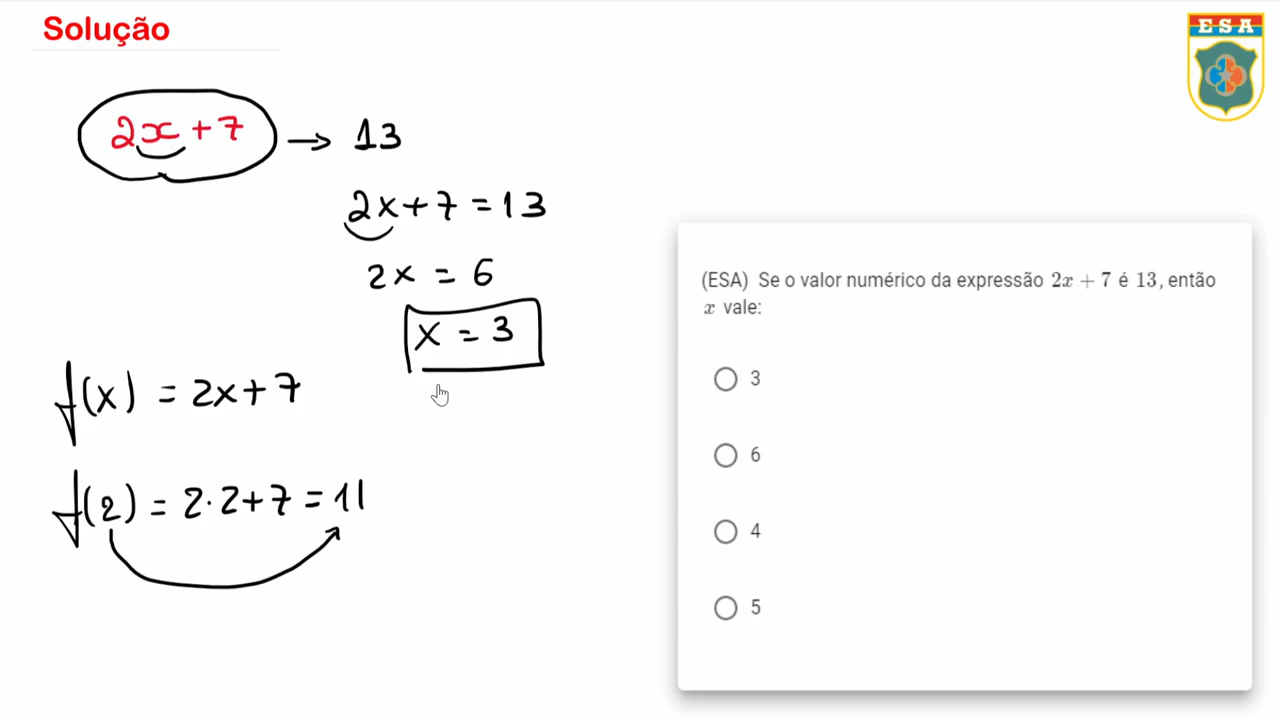 Solução
ESA
2x + 7 → 13
2x + 7 = 13
2x = 6
x = 3
f(x) = 2x + 7
f(2) = 2·2 + 7 = 11
(ESA) Se o valor numérico da expressão 2x + 7 é 13, então
x vale:
3
6
4
5